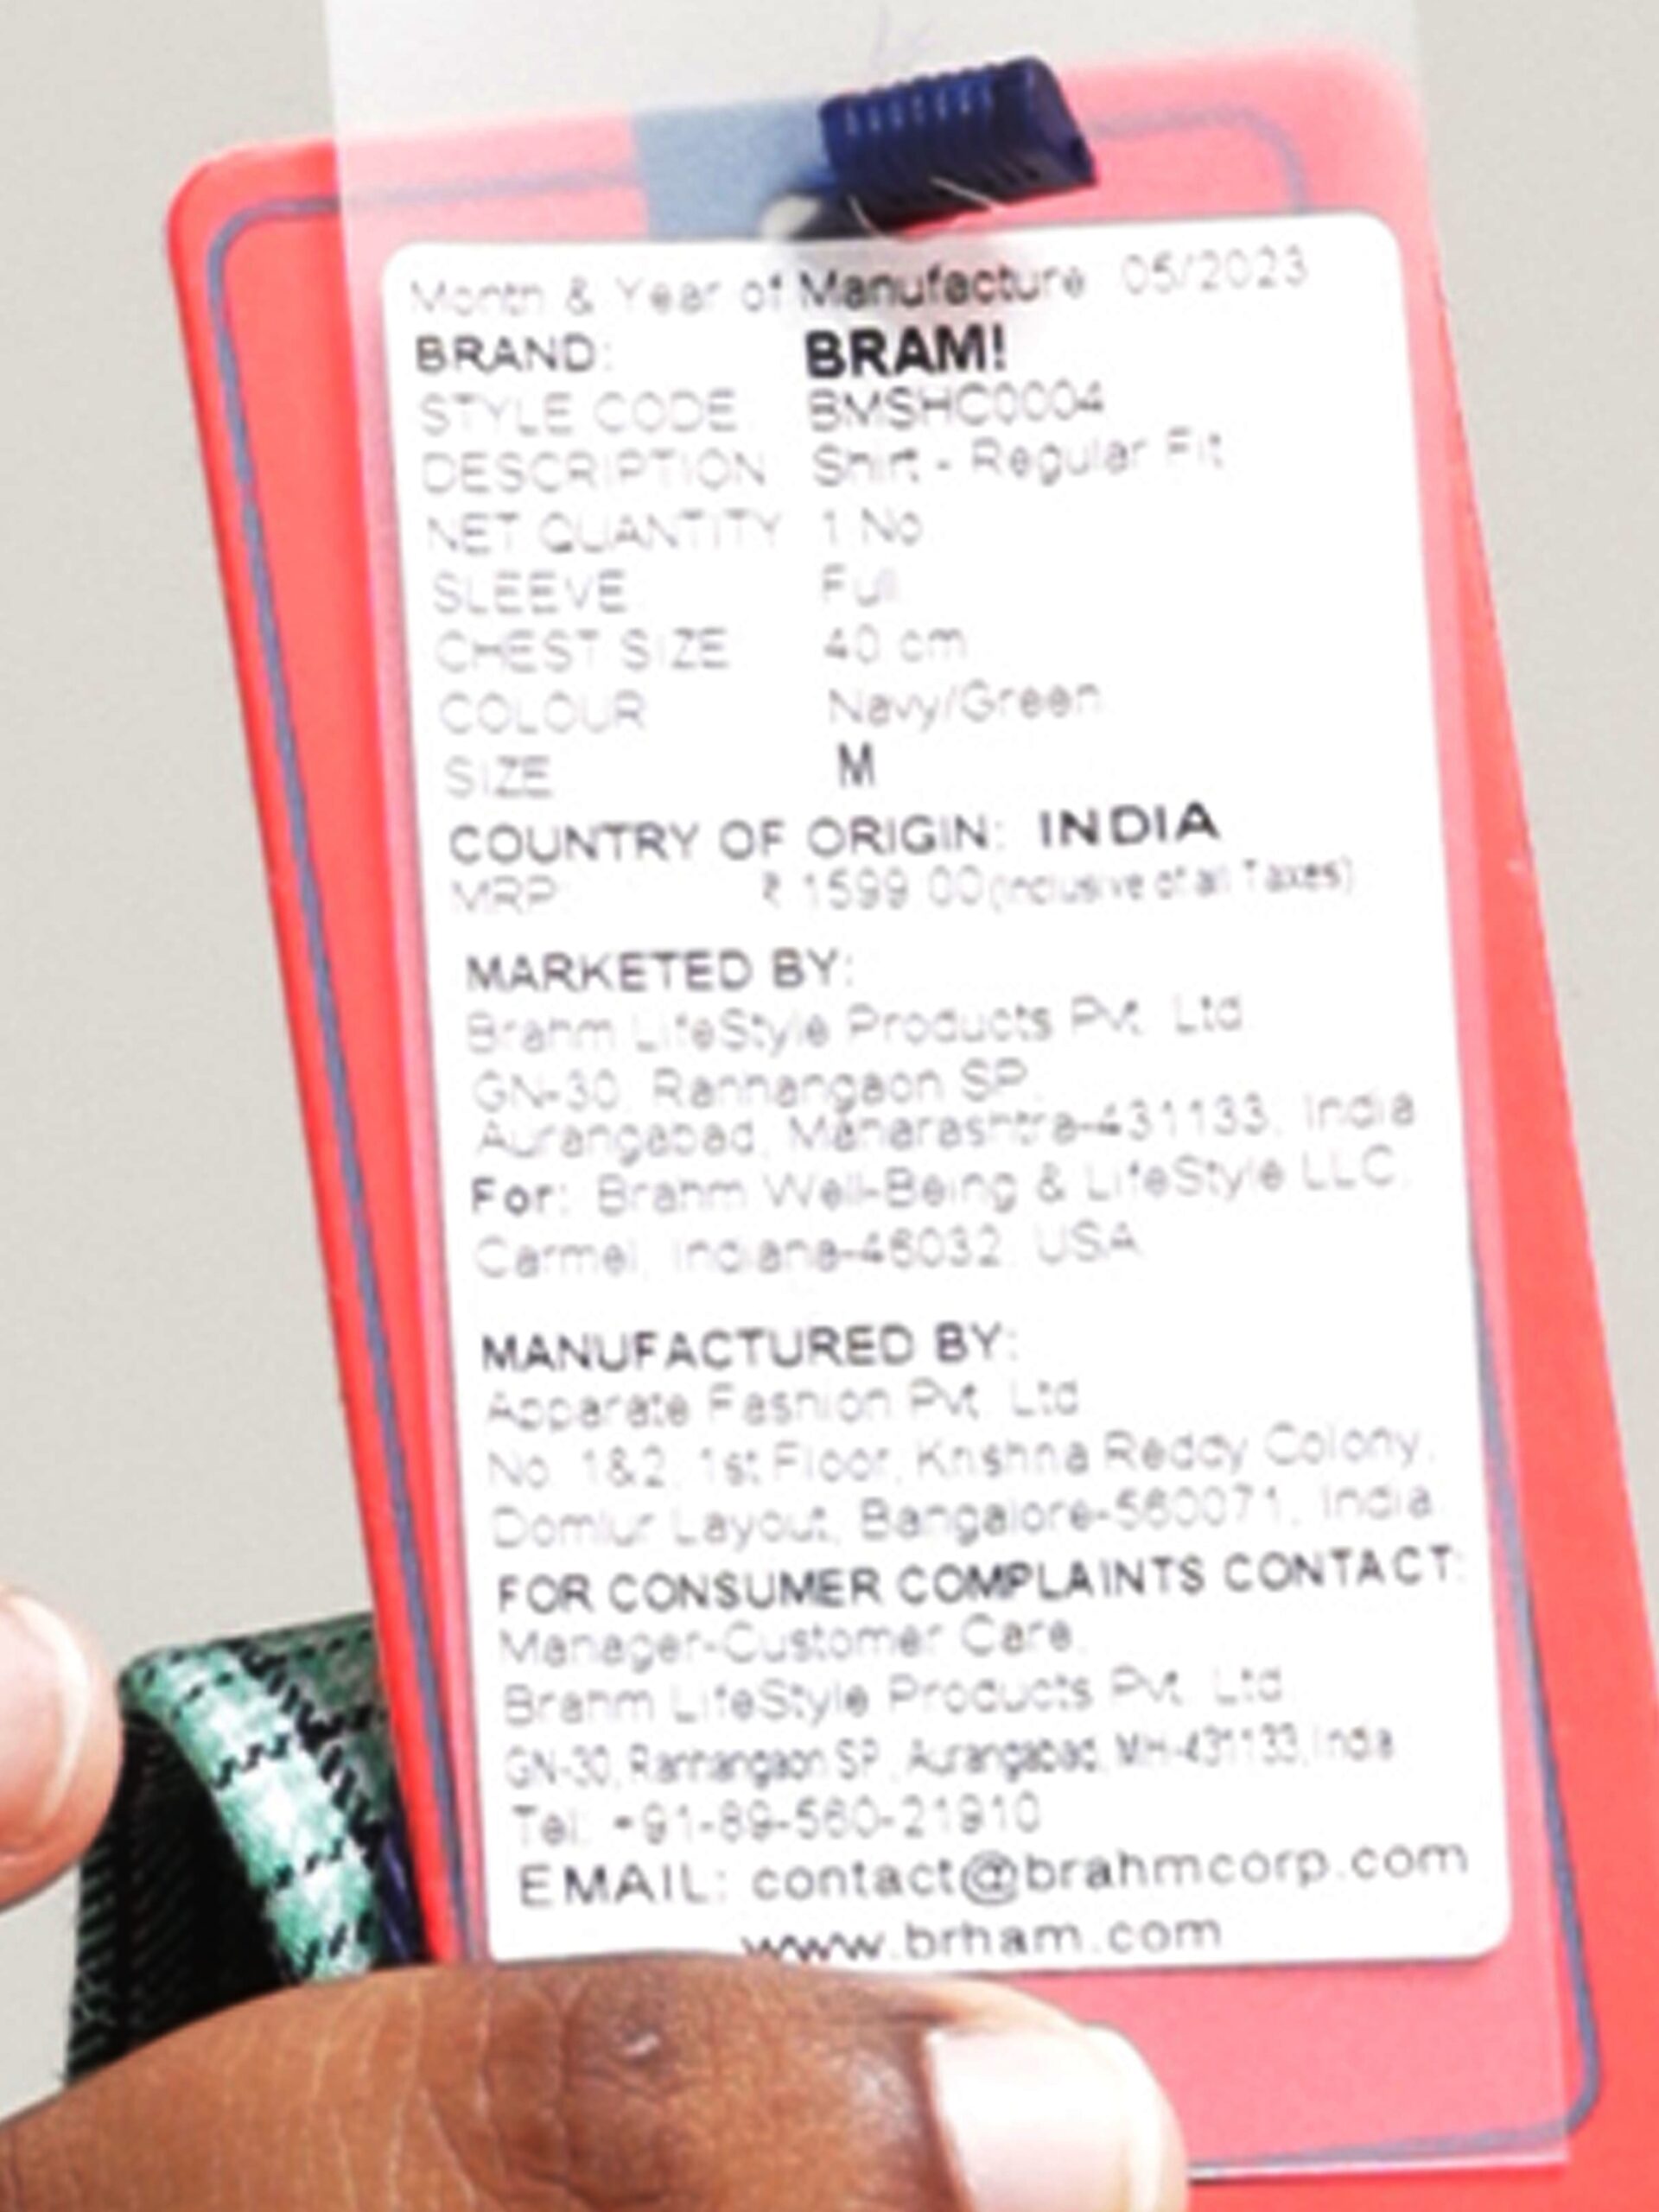 Month & Year of Manufacture 05/2023
BRAND: BRAM!
STYLE CODE BMSHC0004
DESCRIPTION Shirt - Regular Fit
NET QUANTITY 1 No.
SLEEVE Full
CHEST SIZE 40 cm
COLOUR Navy/Green
SIZE M
COUNTRY OF ORIGIN: INDIA
MRP: ₹ 1599.00(Inclusive of all Taxes)
MARKETED BY:
Brahm LifeStyle Products Pvt. Ltd.
GN-30, Ranhangaon SP,
Aurangabad, Maharashtra-431133, India
For: Brahm Well-Being & LifeStyle LLC,
Carmel, Indiana-46032, USA
MANUFACTURED BY:
Apparate Fashion Pvt. Ltd.
No. 1&2, 1st Floor, Krishna Reddy Colony,
Domlur Layout, Bangalore-560071, India.
FOR CONSUMER COMPLAINTS CONTACT:
Manager-Customer Care,
Brahm LifeStyle Products Pvt. Ltd.
GN-30, Ranhangaon SP, Aurangabad, MH-431133, India
Tel: +91-89-560-21910
EMAIL: contact@brahmcorp.com
www.brham.com